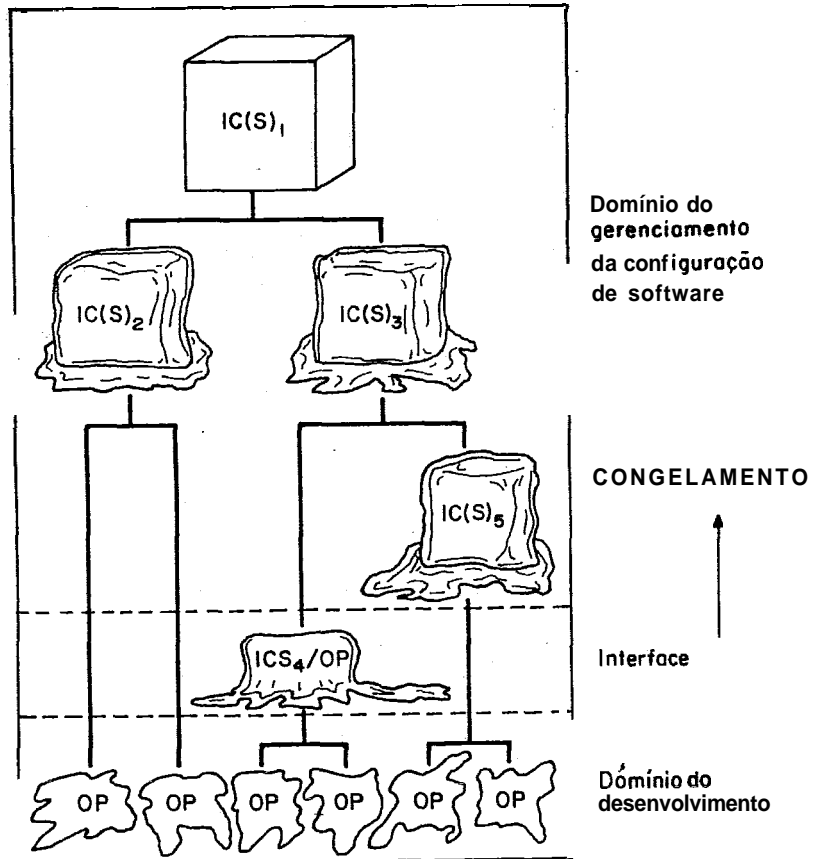 IC(S)₁
Domínio do
gerenciamento
da configuração
de software
IC(S)₂
IC(S)₃
CONGELAMENTO
IC(S)₅
ICS₄/OP
Interface
OP
OP
OP
OP
OP
OP
Dómínio do
desenvolvimento